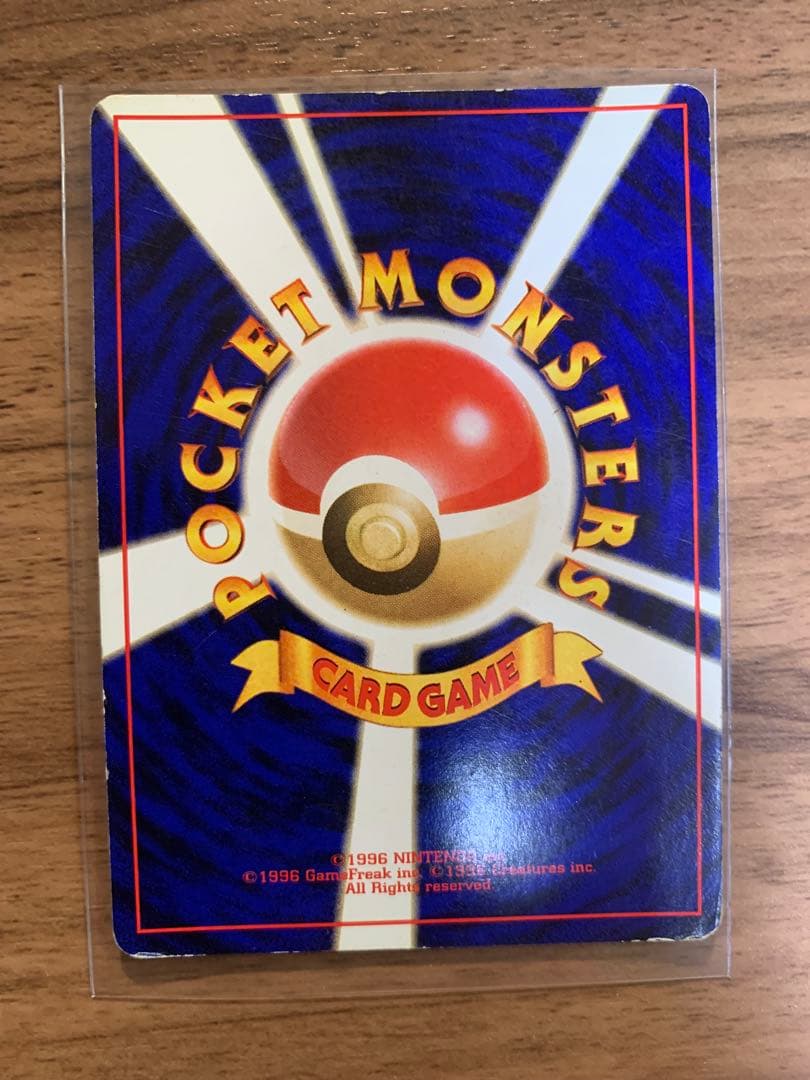 POCKET MONSTERS
CARD GAME
©1996 NINTENDO
©1996 GameFreak inc. ©1996 Creatures inc.
All Rights reserved.